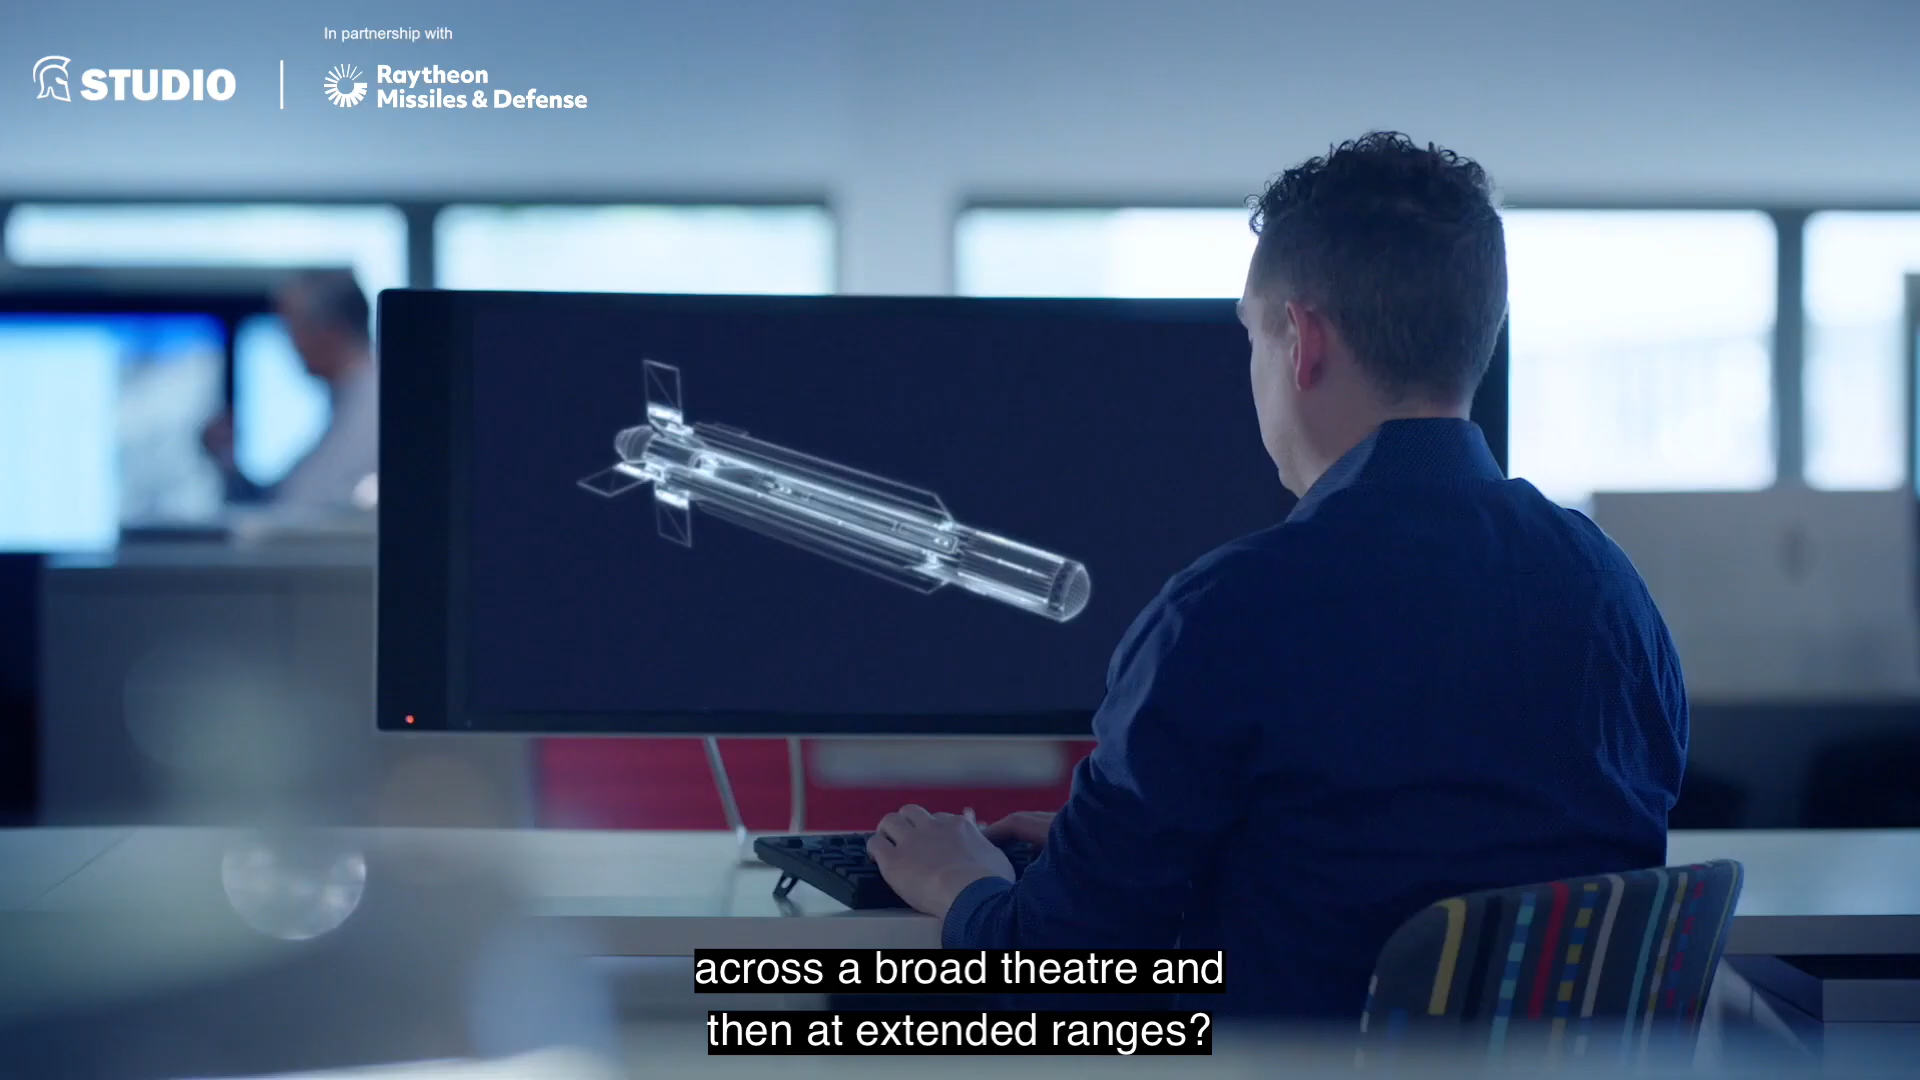 In partnership with
STUDIO
Raytheon
Missiles & Defense
across a broad theatre and
then at extended ranges?